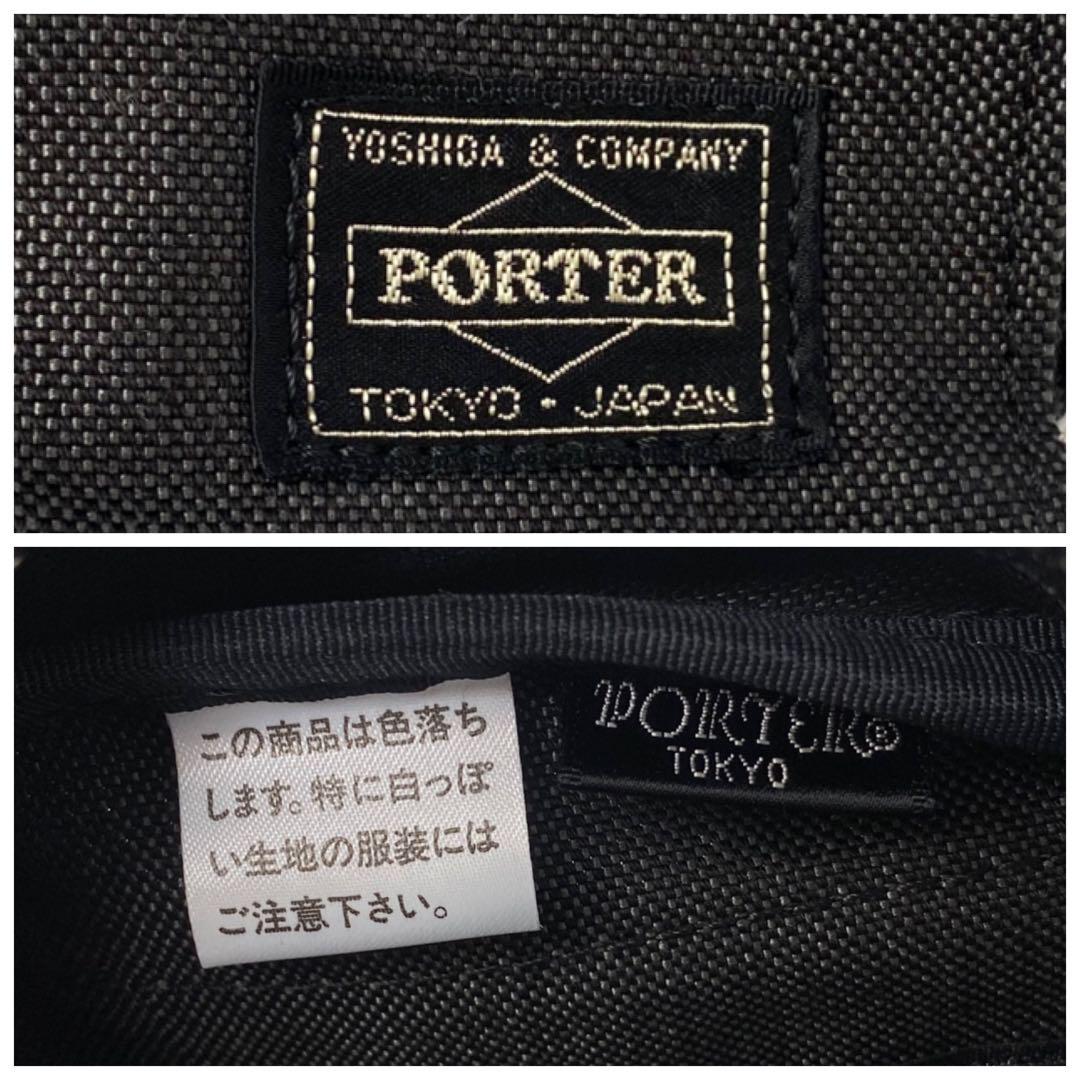 YOSHIDA & COMPANY
PORTER
TOKYO・JAPAN
この商品は色落ち
します。特に白っぽ
い生地の服装には
ご注意下さい。
PORTER®
TOKYO